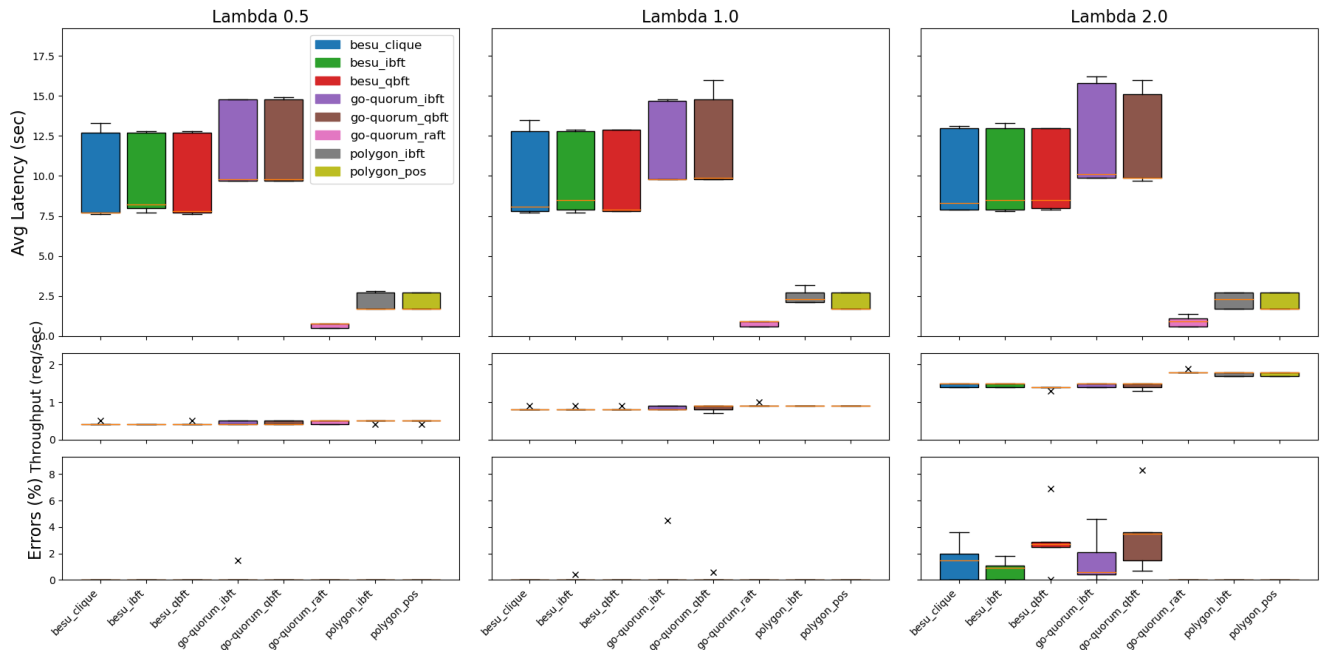 Lambda 0.5
Lambda 1.0
Lambda 2.0
Avg Latency (sec)
17.5
15.0
12.5
10.0
7.5
5.0
2.5
0.0
besu_clique
besu_ibft
besu_qbft
go-quorum_ibft
go-quorum_qbft
go-quorum_raft
polygon_ibft
polygon_pos
Throughput (req/sec)
2
1
0
Errors (%)
8
6
4
2
0
besu_clique
besu_ibft
besu_qbft
go-quorum_ibft
go-quorum_qbft
go-quorum_raft
polygon_ibft
polygon_pos
besu_clique
besu_ibft
besu_qbft
go-quorum_ibft
go-quorum_qbft
go-quorum_raft
polygon_ibft
polygon_pos
besu_clique
besu_ibft
besu_qbft
go-quorum_ibft
go-quorum_qbft
go-quorum_raft
polygon_ibft
polygon_pos